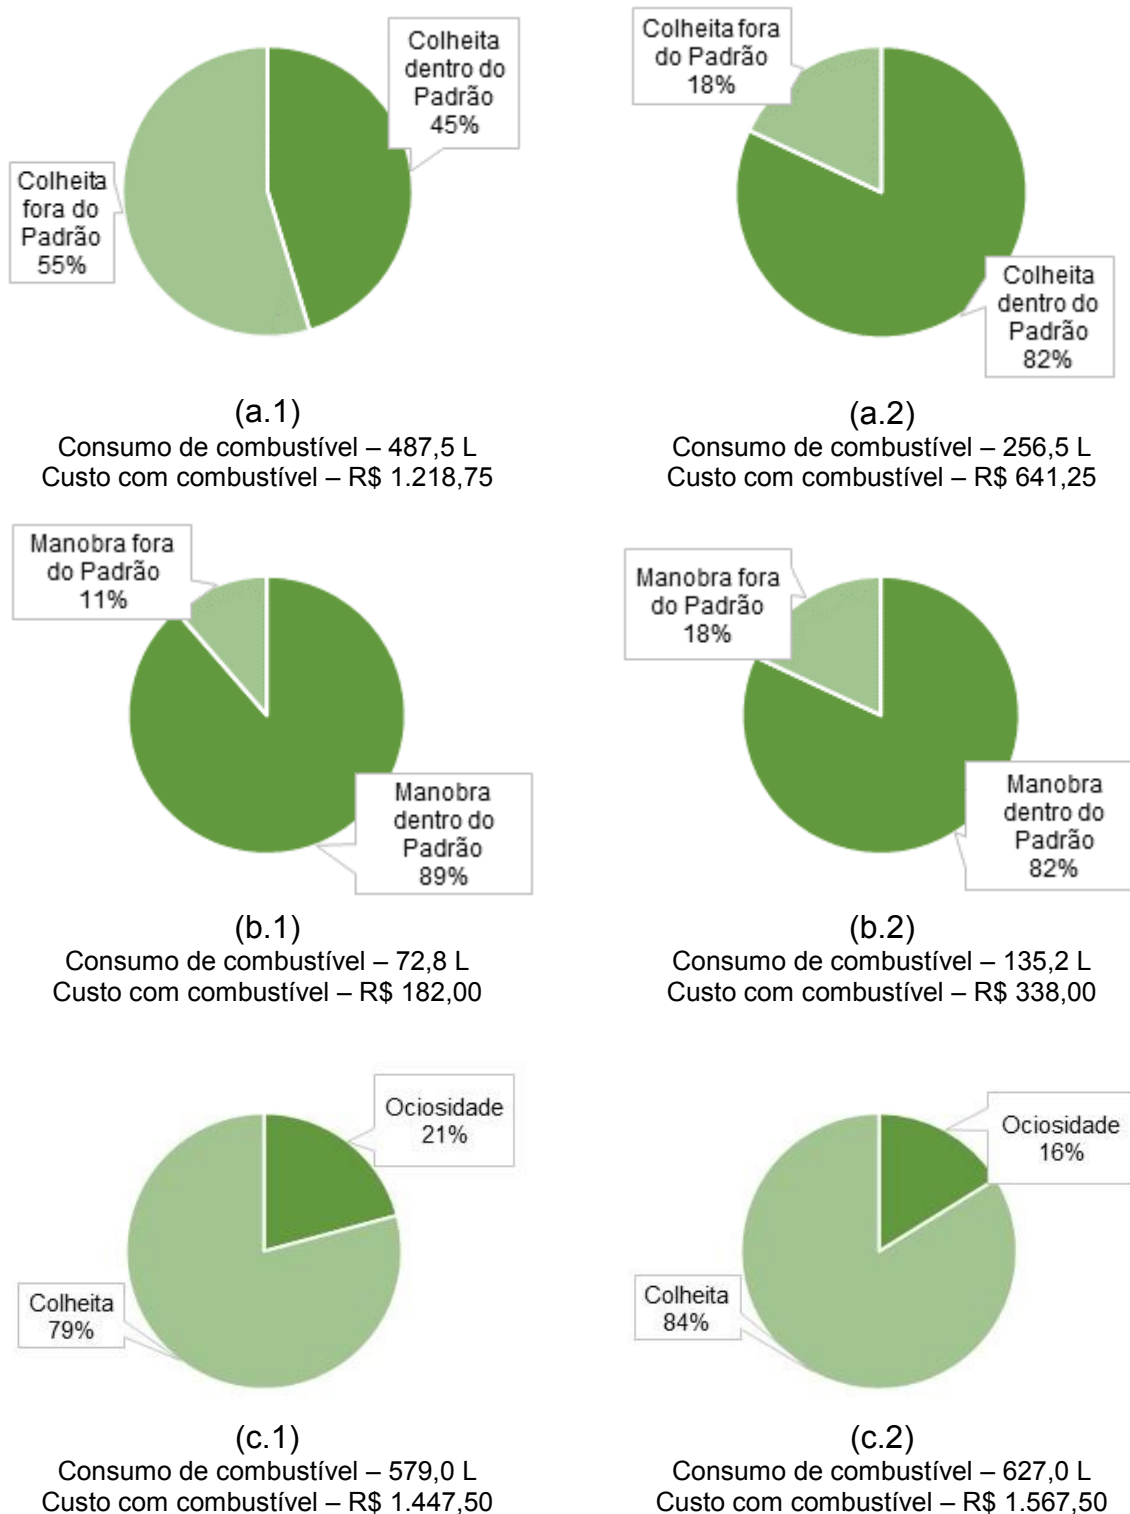 Colheita
dentro do
Padrão
45%
Colheita
fora do
Padrão
55%
(a.1)
Consumo de combustível – 487,5 L
Custo com combustível – R$ 1.218,75
Colheita fora
do Padrão
18%
Colheita
dentro do
Padrão
82%
(a.2)
Consumo de combustível – 256,5 L
Custo com combustível – R$ 641,25
Manobra fora
do Padrão
11%
Manobra
dentro do
Padrão
89%
(b.1)
Consumo de combustível – 72,8 L
Custo com combustível – R$ 182,00
Manobra fora
do Padrão
18%
Manobra
dentro do
Padrão
82%
(b.2)
Consumo de combustível – 135,2 L
Custo com combustível – R$ 338,00
Ociosidade
21%
Colheita
79%
(c.1)
Consumo de combustível – 579,0 L
Custo com combustível – R$ 1.447,50
Ociosidade
16%
Colheita
84%
(c.2)
Consumo de combustível – 627,0 L
Custo com combustível – R$ 1.567,50